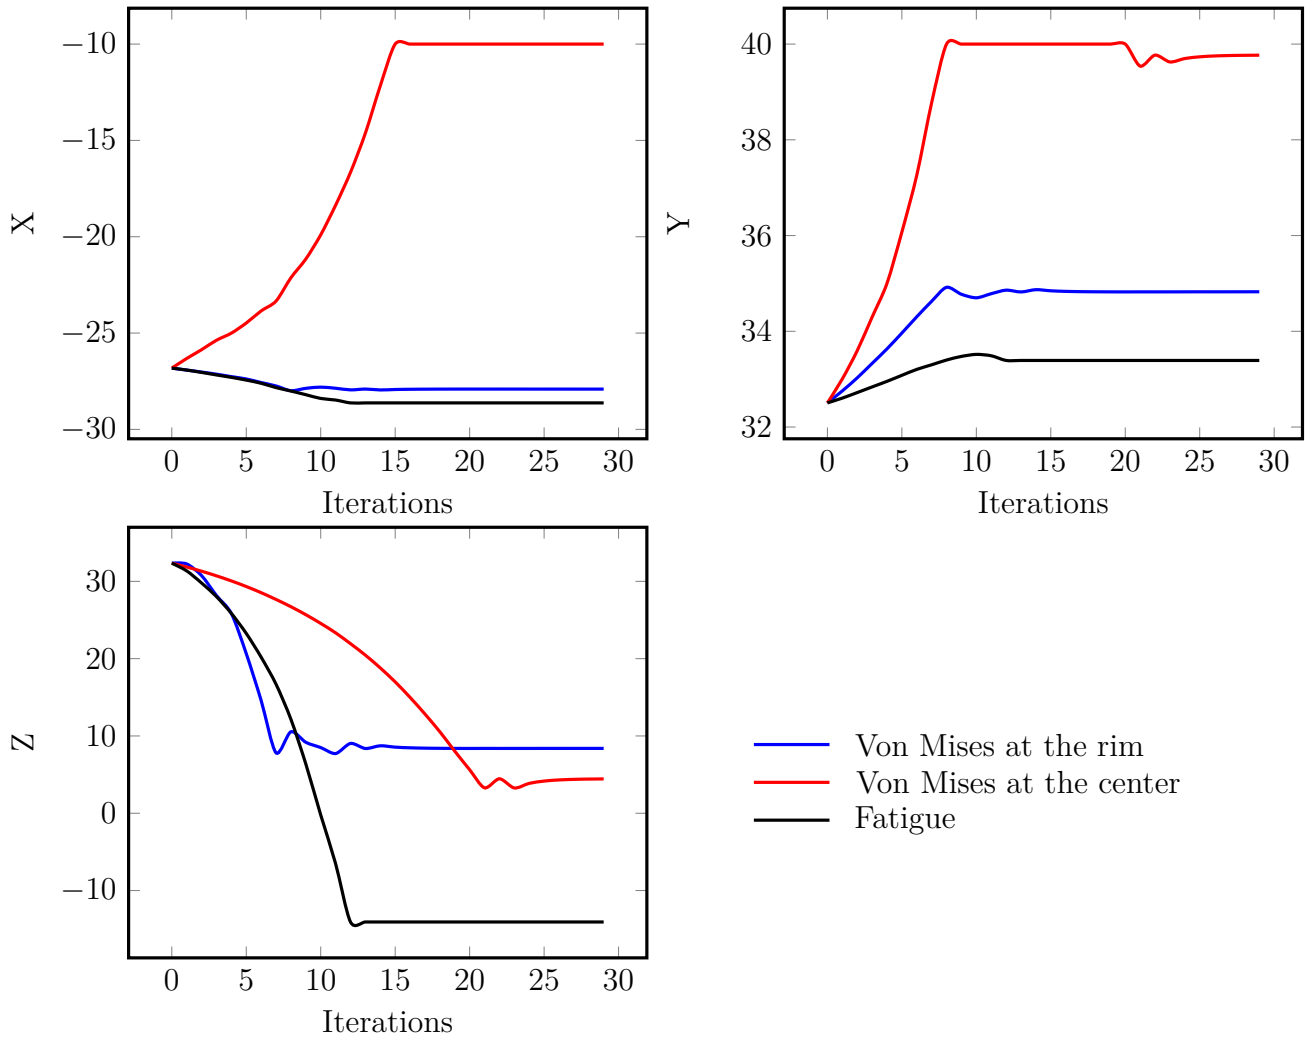 −10
−15
−20
−25
−30
X
0 5 10 15 20 25 30
Iterations
40
38
36
34
32
Y
0 5 10 15 20 25 30
Iterations
30
20
10
0
−10
Z
0 5 10 15 20 25 30
Iterations
Von Mises at the rim
Von Mises at the center
Fatigue